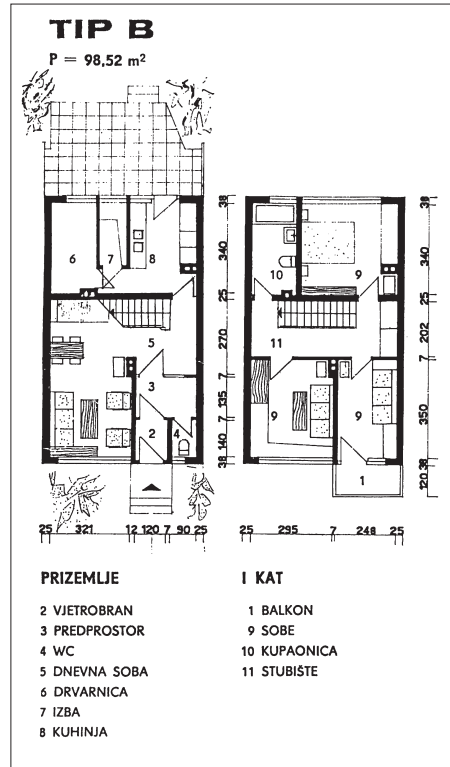 TIP B
P = 98,52 m²
6
7
8
5
3
2
4
38
340
25
270
7
135
7
140
38
25 321 12 120 7 90 25
10
9
11
9
9
1
38
340
25
202
7
350
38
120
25 295 7 248 25
PRIZEMLJE
2 VJETROBRAN
3 PREDPROSTOR
4 WC
5 DNEVNA SOBA
6 DRVARNICA
7 IZBA
8 KUHINJA
I KAT
1 BALKON
9 SOBE
10 KUPAONICA
11 STUBIŠTE